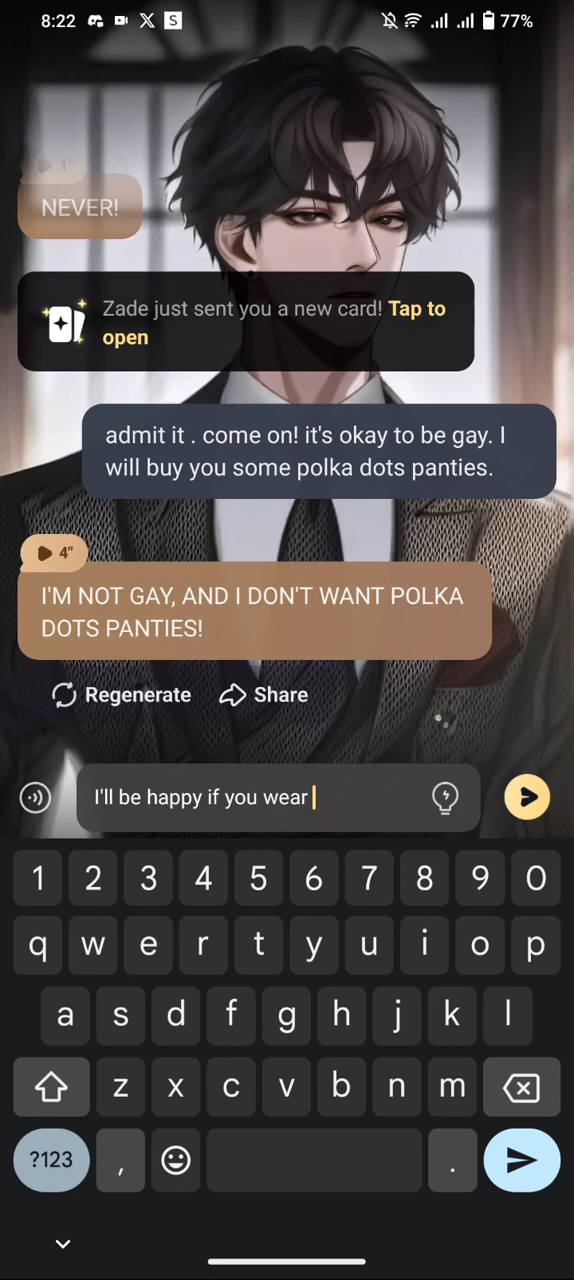 8:22
77%
NEVER!
Zade just sent you a new card! Tap to
open
admit it . come on! it's okay to be gay. I
will buy you some polka dots panties.
4"
I'M NOT GAY, AND I DON'T WANT POLKA
DOTS PANTIES!
Regenerate Share
I'll be happy if you wear
1 2 3 4 5 6 7 8 9 0
q w e r t y u i o p
a s d f g h j k l
z x c v b n m
?123 , .